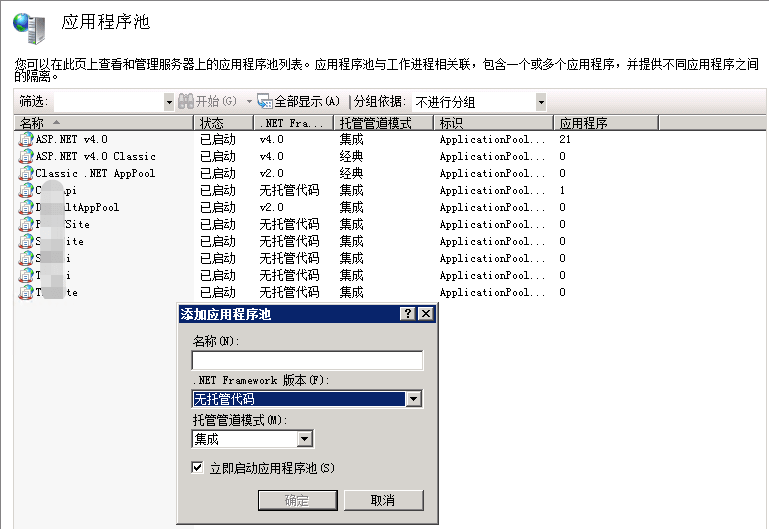 应用程序池
您可以在此页上查看和管理服务器上的应用程序池列表。应用程序池与工作进程相关联，包含一个或多个应用程序，并提供不同应用程序之间
的隔离。
筛选: 开始(G) 全部显示(A) 分组依据: 不进行分组
名称 状态 .NET Fra... 托管管道模式 标识 应用程序
ASP.NET v4.0 已启动 v4.0 集成 ApplicationPool... 21
ASP.NET v4.0 Classic 已启动 v4.0 经典 ApplicationPool... 0
Classic .NET AppPool 已启动 v2.0 经典 ApplicationPool... 0
已启动 无托管代码 集成 ApplicationPool... 1
已启动 v2.0 集成 ApplicationPool... 0
已启动 无托管代码 集成 ApplicationPool... 0
已启动 无托管代码 集成 ApplicationPool... 0
已启动 无托管代码 集成 ApplicationPool... 0
已启动 无托管代码 集成 ApplicationPool... 0
已启动 无托管代码 集成 ApplicationPool... 0
添加应用程序池
名称(N):
.NET Framework 版本(F):
无托管代码
托管管道模式(M):
集成
立即启动应用程序池(S)
确定 取消